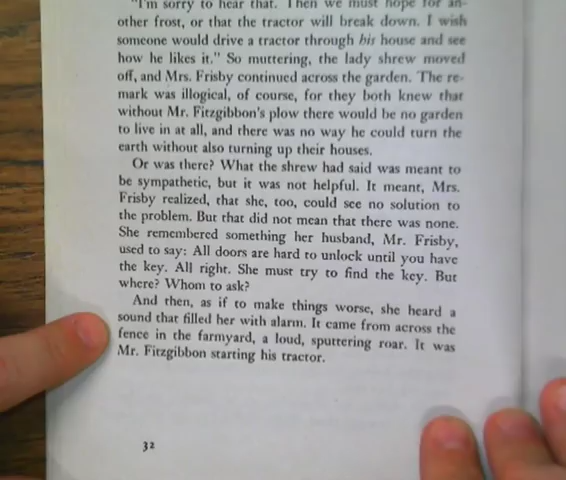 "I'm sorry to hear that. Then we must hope for an-
other frost, or that the tractor will break down. I wish
someone would drive a tractor through his house and see
how he likes it." So muttering, the lady shrew moved
off, and Mrs. Frisby continued across the garden. The re-
mark was illogical, of course, for they both knew that
without Mr. Fitzgibbon's plow there would be no garden
to live in at all, and there was no way he could turn the
earth without also turning up their houses.
Or was there? What the shrew had said was meant to
be sympathetic, but it was not helpful. It meant, Mrs.
Frisby realized, that she, too, could see no solution to
the problem. But that did not mean that there was none.
She remembered something her husband, Mr. Frisby,
used to say: All doors are hard to unlock until you have
the key. All right. She must try to find the key. But
where? Whom to ask?
And then, as if to make things worse, she heard a
sound that filled her with alarm. It came from across the
fence in the farmyard, a loud, sputtering roar. It was
Mr. Fitzgibbon starting his tractor.
32